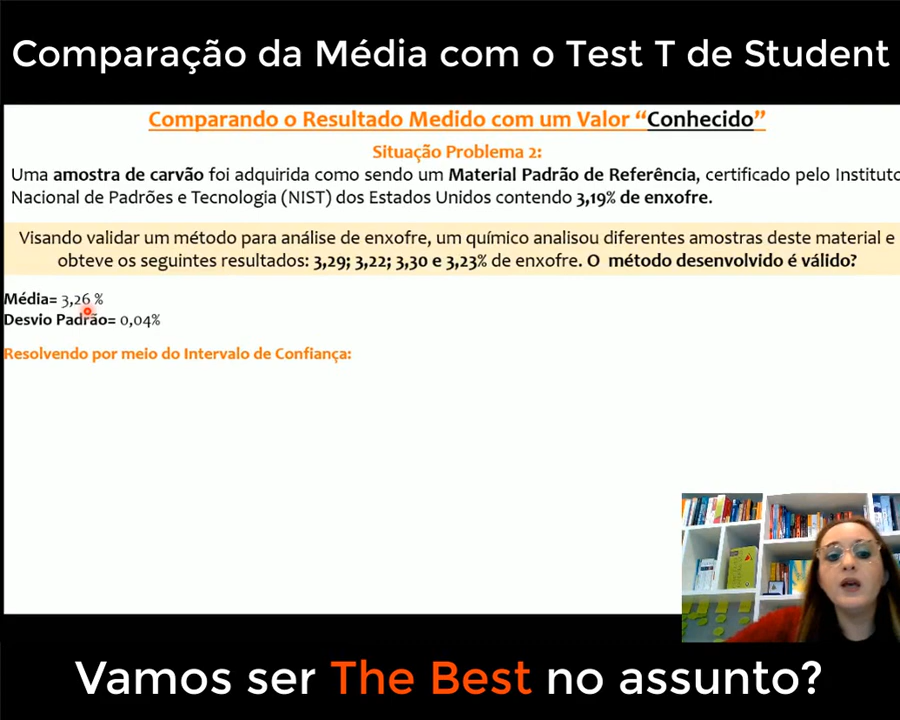 Comparação da Média com o Test T de Student
Comparando o Resultado Medido com um Valor “Conhecido”
Situação Problema 2:
Uma amostra de carvão foi adquirida como sendo um Material Padrão de Referência, certificado pelo Instituto
Nacional de Padrões e Tecnologia (NIST) dos Estados Unidos contendo 3,19% de enxofre.
Visando validar um método para análise de enxofre, um químico analisou diferentes amostras deste material e
obteve os seguintes resultados: 3,29; 3,22; 3,30 e 3,23% de enxofre. O método desenvolvido é válido?
Média= 3,26 %
Desvio Padrão= 0,04%
Resolvendo por meio do Intervalo de Confiança:
Vamos ser The Best no assunto?